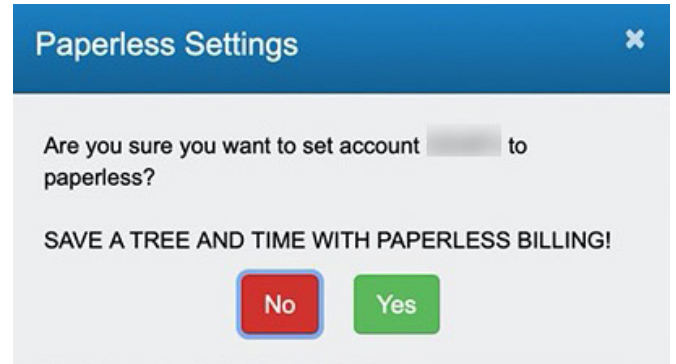 Paperless Settings ×
Are you sure you want to set account to
paperless?
SAVE A TREE AND TIME WITH PAPERLESS BILLING!
No Yes